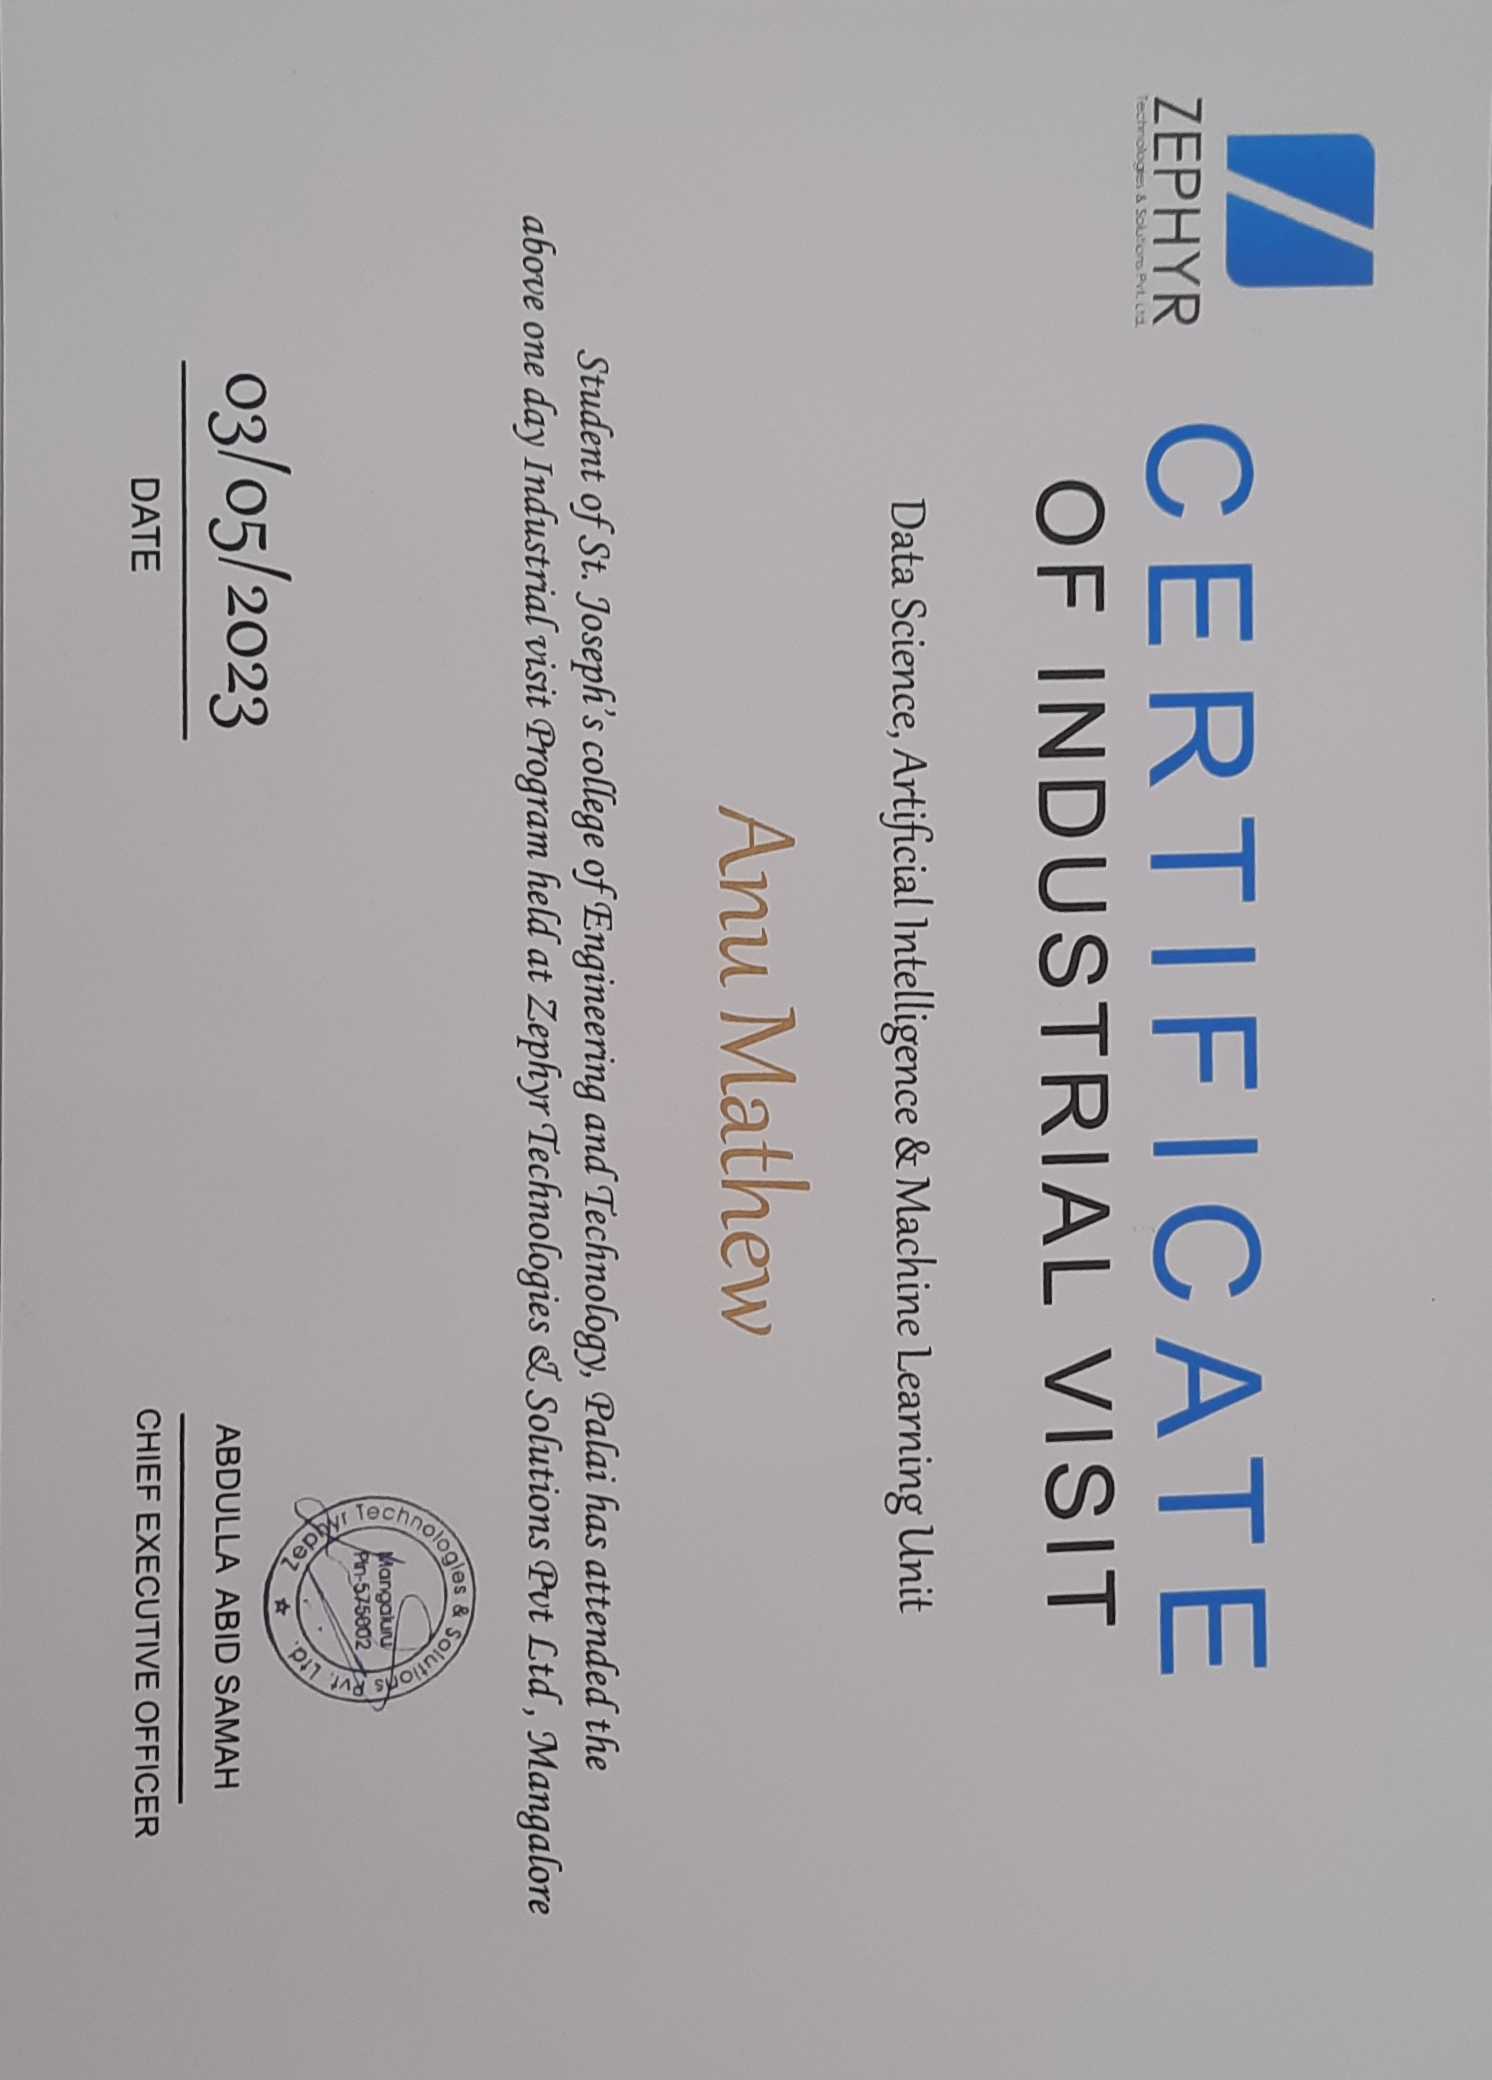 ZEPHYR
Technologies & Solutions Pvt. Ltd.
CERTIFICATE
OF INDUSTRIAL VISIT
Data Science, Artificial Intelligence & Machine Learning Unit
Anu Mathew
Student of St. Joseph's college of Engineering and Technology, Palai has attended the
above one day Industrial visit Program held at Zephyr Technologies & Solutions Pvt Ltd , Mangalore
Zephyr Technologies & Solutions Pvt. Ltd.
Mangaluru
Pin-575002
03/05/2023
DATE
ABDULLA ABID SAMAH
CHIEF EXECUTIVE OFFICER